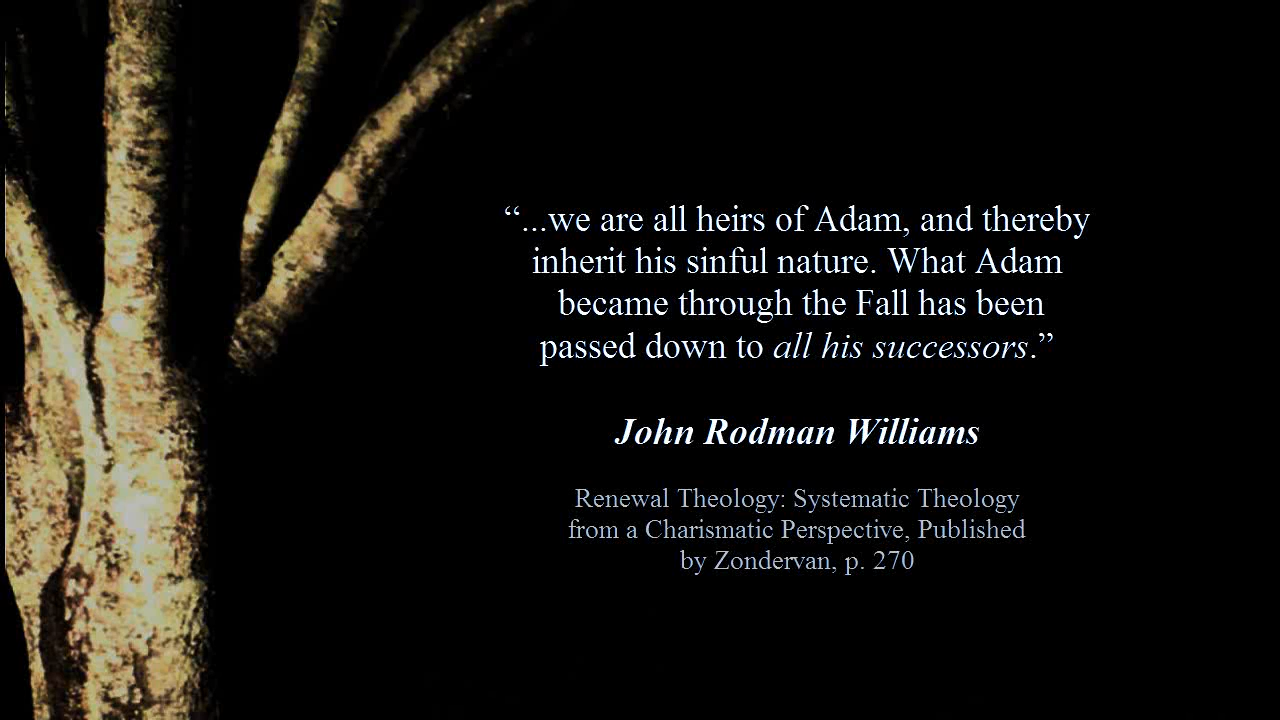 “...we are all heirs of Adam, and thereby
inherit his sinful nature. What Adam
became through the Fall has been
passed down to all his successors.”
John Rodman Williams
Renewal Theology: Systematic Theology
from a Charismatic Perspective, Published
by Zondervan, p. 270